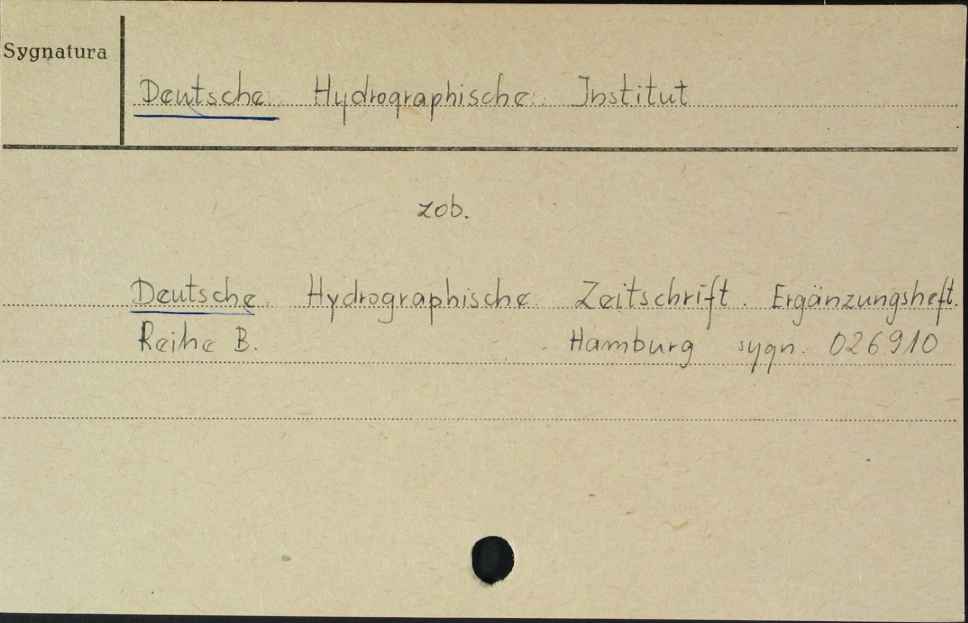 Sygnatura
Deutsche Hydrographische Institut
zob.
Deutsche Hydrographische Zeitschrift. Ergänzungsheft.
Reihe B. Hamburg sygn. 026910